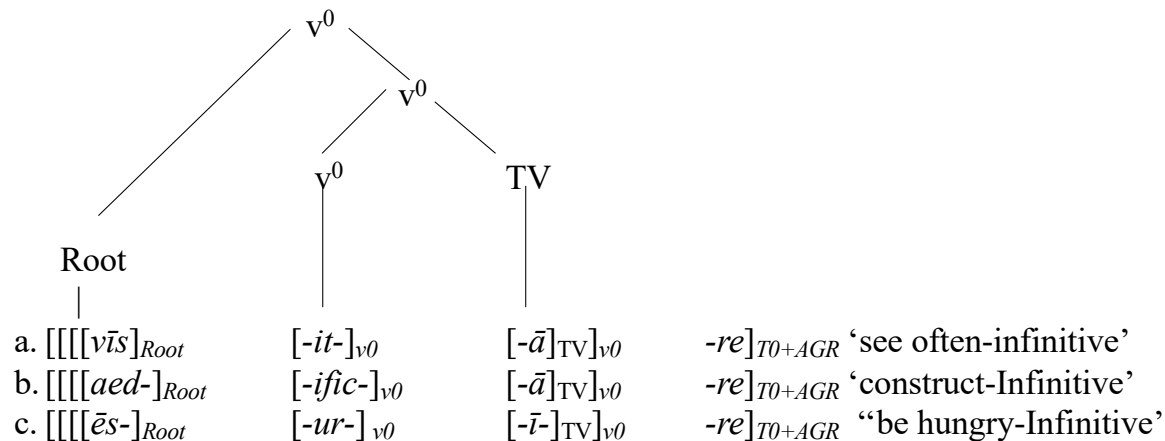 v⁰
v⁰
v⁰ TV
Root
a. [[[[vīs]Root [-it-]v0 [-ā]TV]v0 -re]T0+AGR ‘see often-infinitive’
b. [[[[aed-]Root [-ific-]v0 [-ā]TV]v0 -re]T0+AGR ‘construct-Infinitive’
c. [[[[ēs-]Root [-ur-] v0 [-ī-]TV]v0 -re]T0+AGR “be hungry-Infinitive’